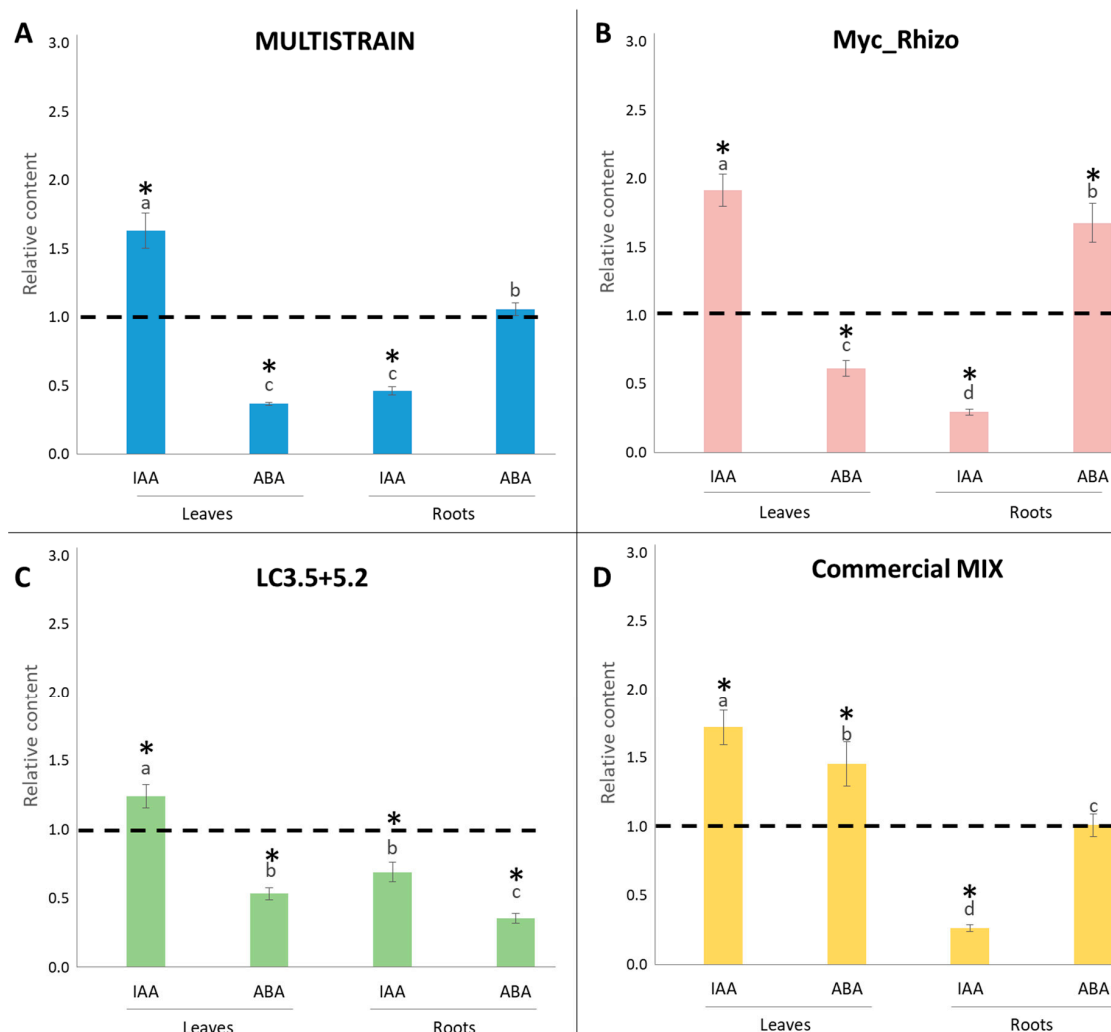 A
MULTISTRAIN
3.0
2.5
2.0
1.5
1.0
0.5
0.0
Relative content
*
a
*
c
*
c
b
IAA ABA IAA ABA
Leaves Roots
B
Myc_Rhizo
3.0
2.5
2.0
1.5
1.0
0.5
0.0
Relative content
*
a
*
c
*
d
*
b
IAA ABA IAA ABA
Leaves Roots
C
LC3.5+5.2
3.0
2.5
2.0
1.5
1.0
0.5
0.0
Relative content
*
a
*
b
*
b
*
c
IAA ABA IAA ABA
Leaves Roots
D
Commercial MIX
3.0
2.5
2.0
1.5
1.0
0.5
0.0
Relative content
*
a
*
b
*
d
c
IAA ABA IAA ABA
Leaves Roots